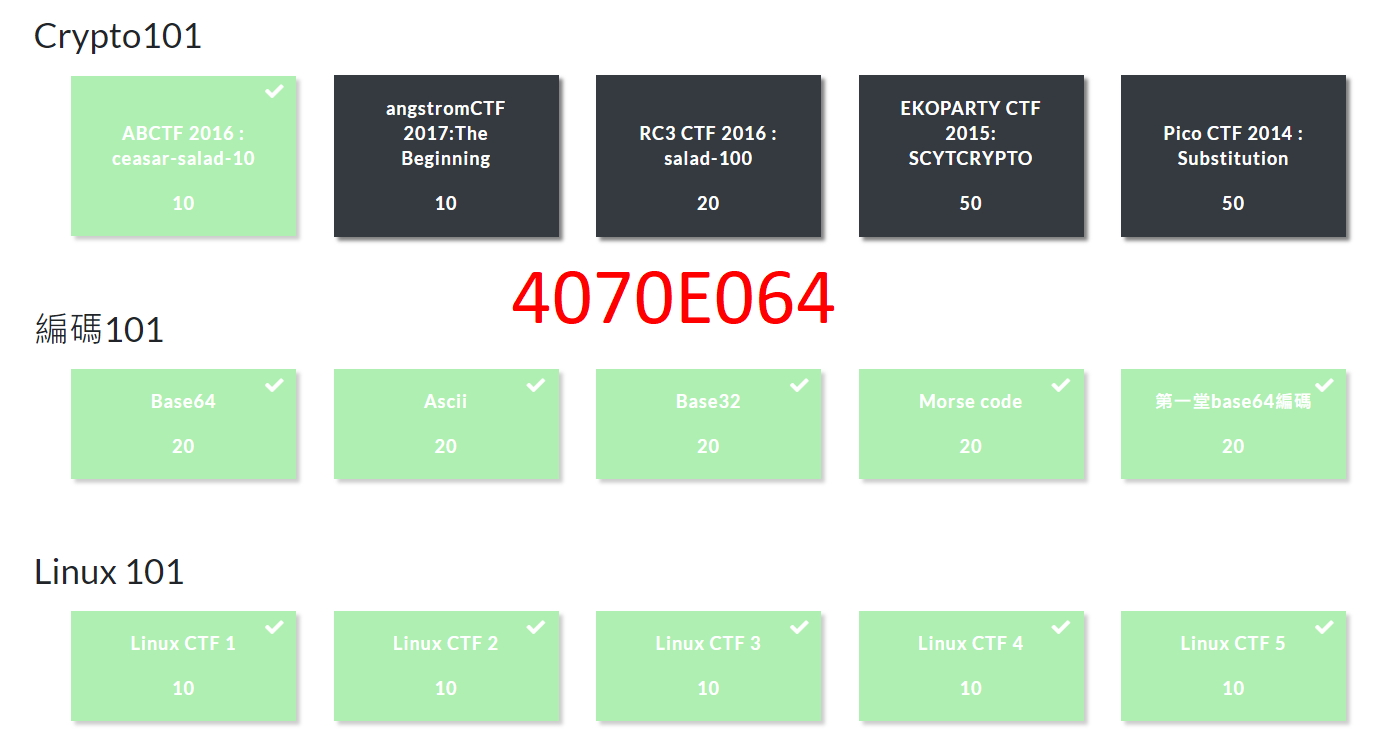 Crypto101
ABCTF 2016 :
ceasar-salad-10
10
angstromCTF
2017:The
Beginning
10
RC3 CTF 2016 :
salad-100
20
EKOPARTY CTF
2015:
SCYTCRYPTO
50
Pico CTF 2014 :
Substitution
50
4070E064
編碼101
Base64
20
Ascii
20
Base32
20
Morse code
20
第一堂base64編碼
20
Linux 101
Linux CTF 1
10
Linux CTF 2
10
Linux CTF 3
10
Linux CTF 4
10
Linux CTF 5
10